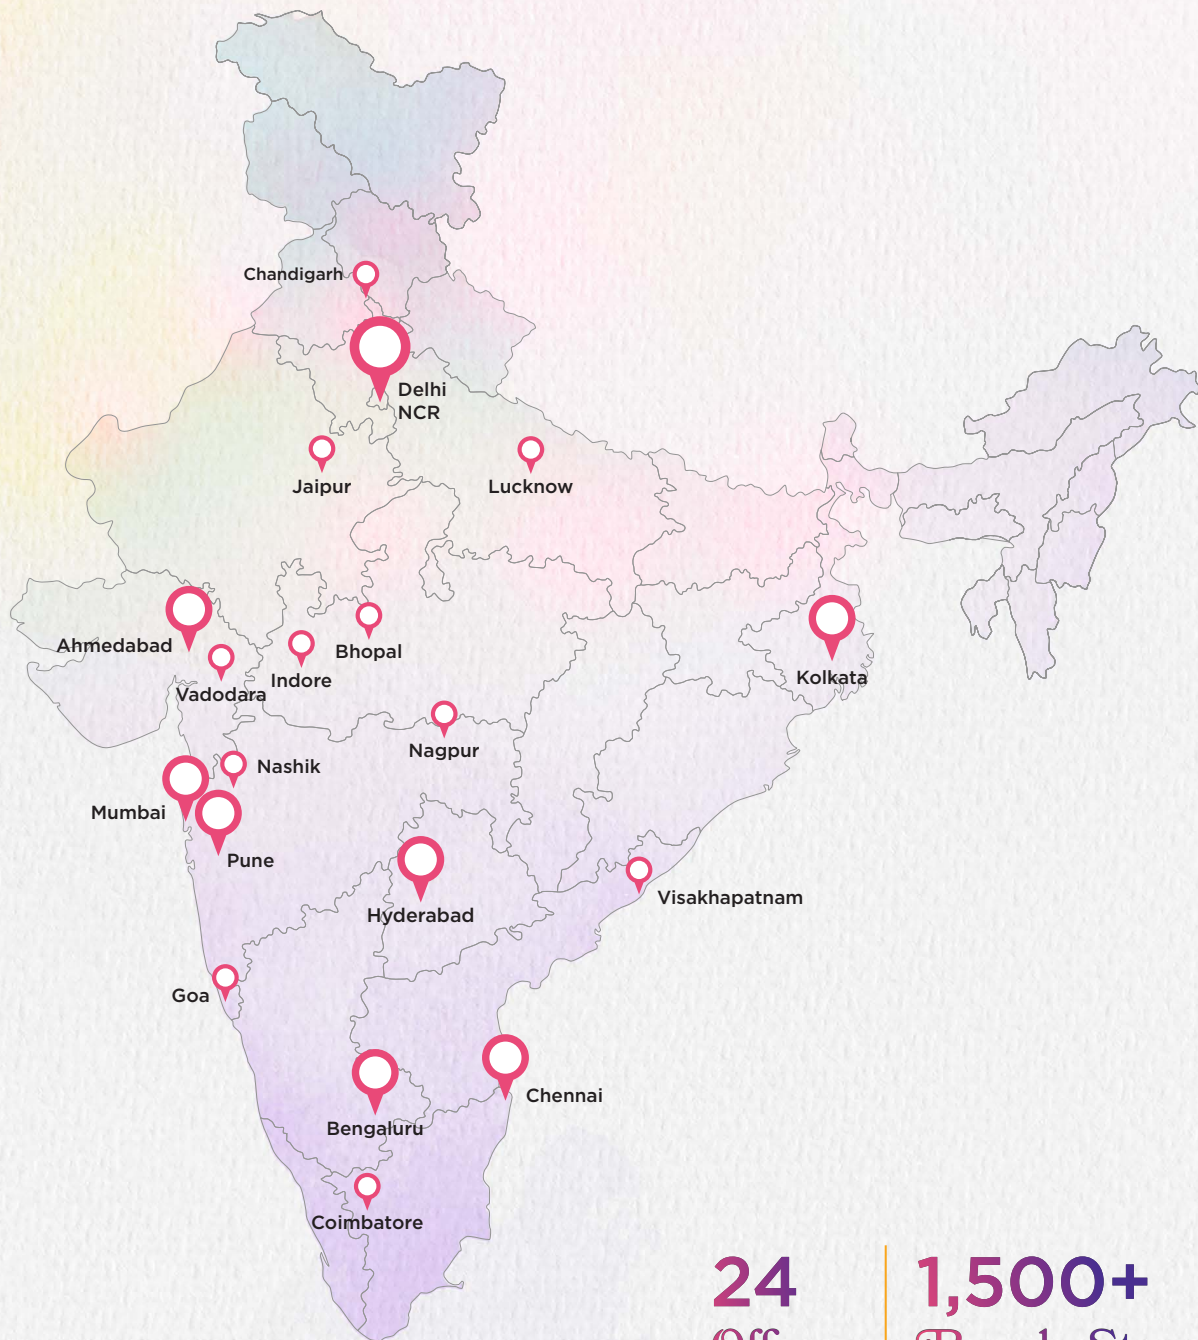 Chandigarh
Delhi
NCR
Jaipur
Lucknow
Ahmedabad
Bhopal
Vadodara
Indore
Kolkata
Nagpur
Nashik
Mumbai
Pune
Hyderabad
Visakhapatnam
Goa
Chennai
Bengaluru
Coimbatore
24
1,500+